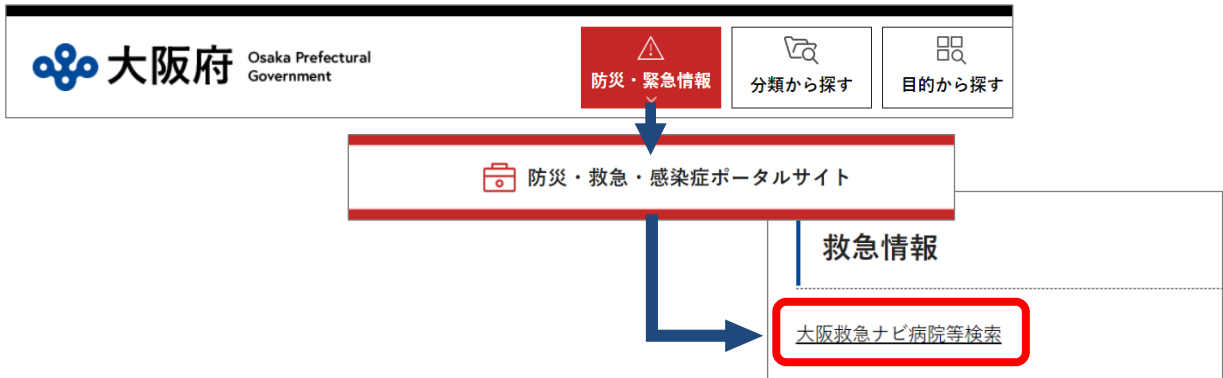 大阪府
Osaka Prefectural
Government
防災・緊急情報
分類から探す
目的から探す
防災・救急・感染症ポータルサイト
救急情報
大阪救急ナビ病院等検索